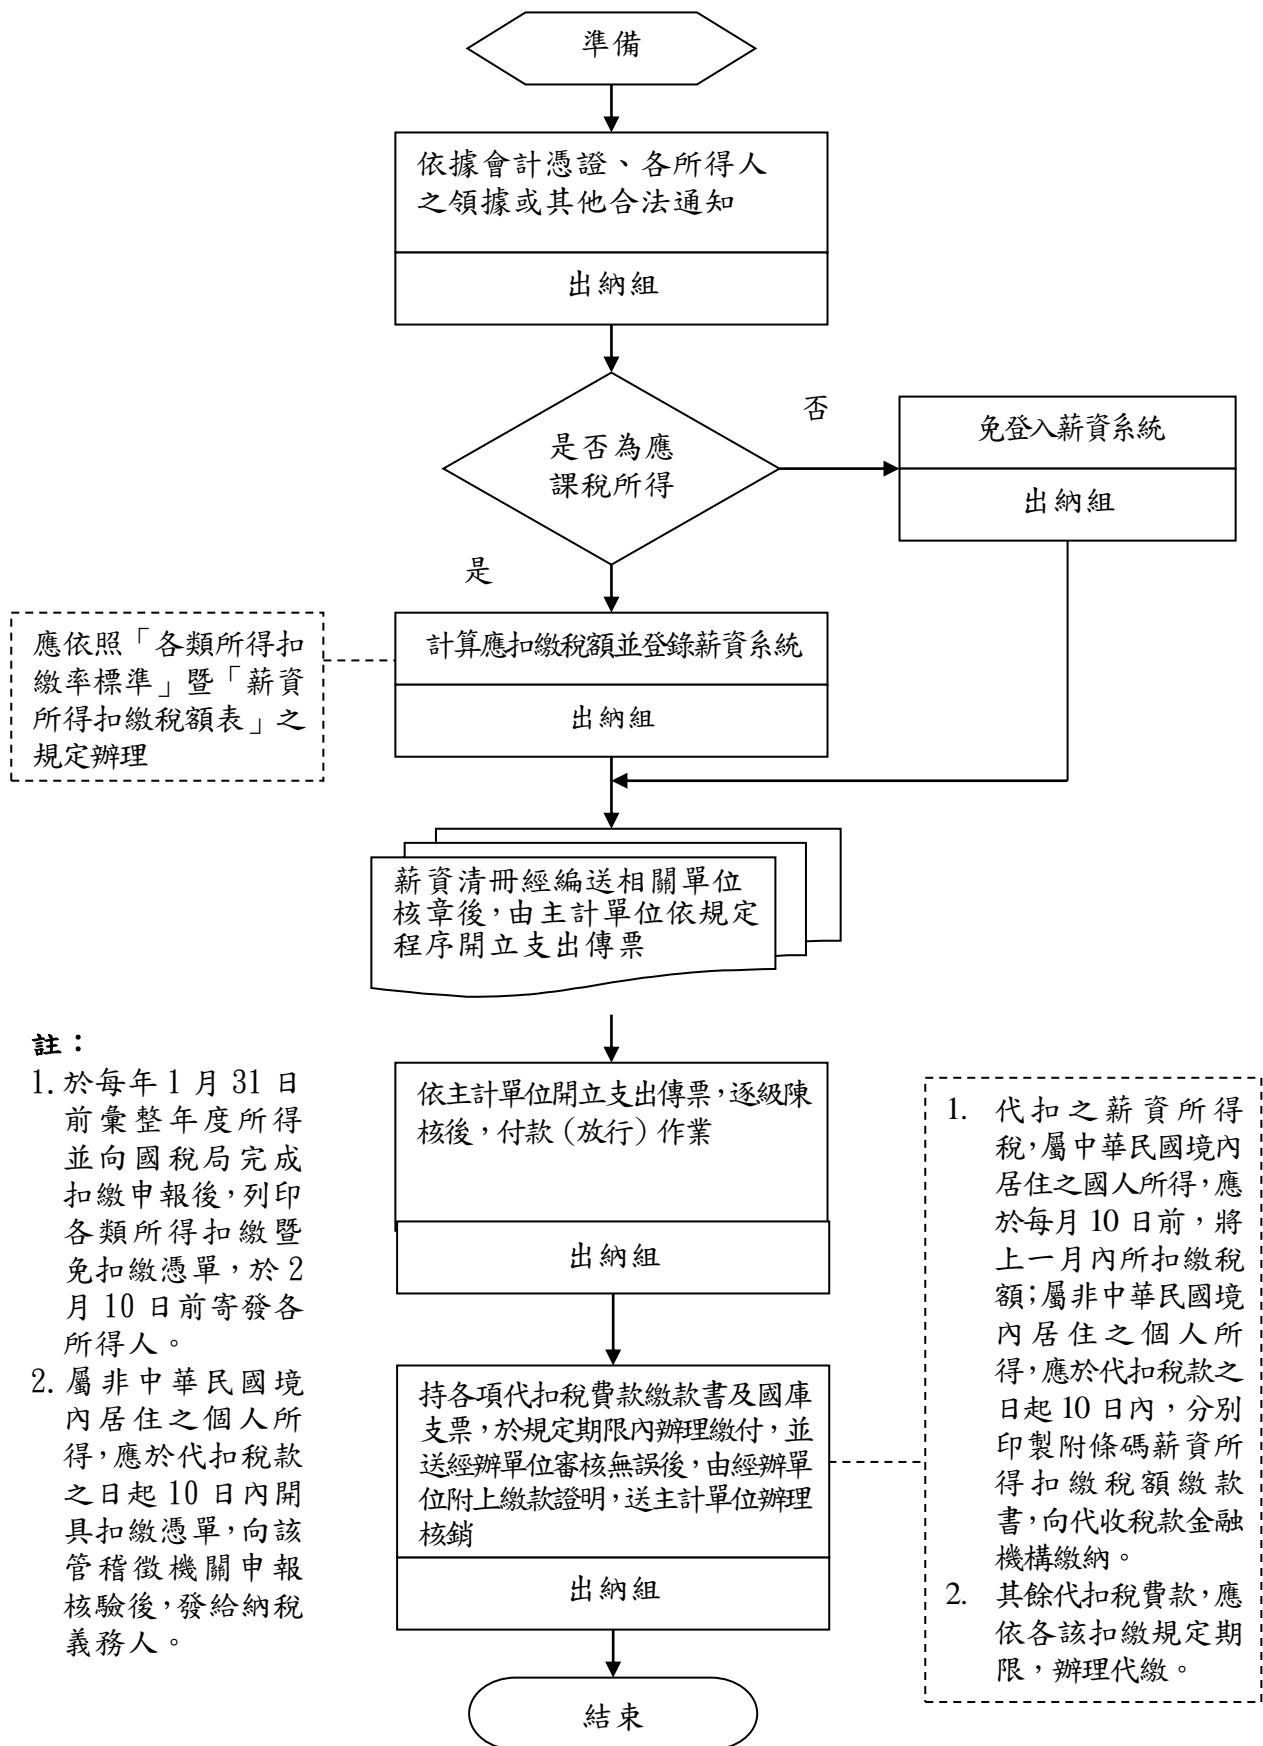 準備
依據會計憑證、各所得人
之領據或其他合法通知
出納組
是否為應
課稅所得
否
免登入薪資系統
出納組
是
應依照「各類所得扣
繳率標準」暨「薪資
所得扣繳稅額表」之
規定辦理
計算應扣繳稅額並登錄薪資系統
出納組
薪資清冊經編送相關單位
核章後，由主計單位依規定
程序開立支出傳票
依主計單位開立支出傳票，逐級陳
核後，付款（放行）作業
出納組
持各項代扣稅費款繳款書及國庫
支票，於規定期限內辦理繳付，並
送經辦單位審核無誤後，由經辦單
位附上繳款證明，送主計單位辦理
核銷
出納組
結束
註：
1. 於每年 1 月 31 日
前彙整年度所得
並向國稅局完成
扣繳申報後，列印
各類所得扣繳暨
免扣繳憑單，於 2
月 10 日前寄發各
所得人。
2. 屬非中華民國境
內居住之個人所
得，應於代扣稅款
之日起 10 日內開
具扣繳憑單，向該
管稽徵機關申報
核驗後，發給納稅
義務人。
1. 代扣之薪資所得
稅，屬中華民國境內
居住之國人所得，應
於每月 10 日前，將
上一月內所扣繳稅
額；屬非中華民國境
內居住之個人所
得，應於代扣稅款之
日起 10 日內，分別
印製附條碼薪資所
得扣繳稅額繳款
書，向代收稅款金融
機構繳納。
2. 其餘代扣稅費款，應
依各該扣繳規定期
限，辦理代繳。